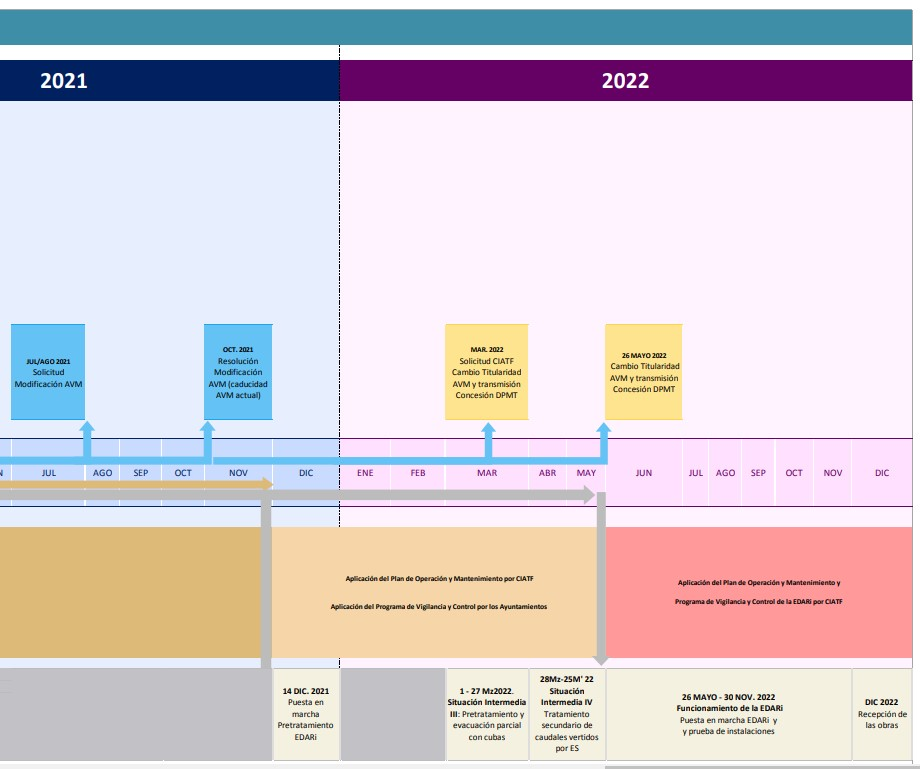 2021
2022
JUL/AGO 2021
Solicitud
Modificación AVM
OCT. 2021
Resolución
Modificación
AVM (caducidad
AVM actual)
MAR. 2022
Solicitud CIATF
Cambio Titularidad
AVM y transmisión
Concesión DPMT
26 MAYO 2022
Cambio Titularidad
AVM y transmisión
Concesión DPMT
JUL AGO SEP OCT NOV DIC ENE FEB MAR ABR MAY JUN JUL AGO SEP OCT NOV DIC
Aplicación del Plan de Operación y Mantenimiento por CIATF
Aplicación del Programa de Vigilancia y Control por los Ayuntamientos
Aplicación del Plan de Operación y Mantenimiento y
Programa de Vigilancia y Control de la EDARi por CIATF
14 DIC. 2021
Puesta en
marcha
Pretratamiento
EDARi
1 - 27 Mz2022.
Situación Intermedia
III: Pretratamiento y
evacuación parcial
con cubas
28Mz-25M' 22
Situación
Intermedia IV
Tratamiento
secundario de
caudales vertidos
por ES
26 MAYO - 30 NOV. 2022
Funcionamiento de la EDARi
Puesta en marcha EDARi y
y prueba de instalaciones
DIC 2022
Recepción de
las obras